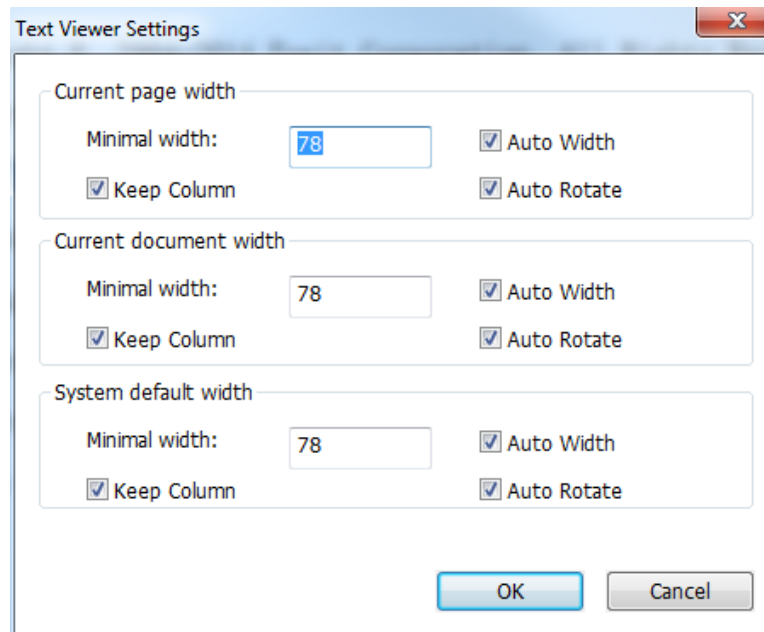 Text Viewer Settings
Current page width
Minimal width: 78 Auto Width
Keep Column Auto Rotate
Current document width
Minimal width: 78 Auto Width
Keep Column Auto Rotate
System default width
Minimal width: 78 Auto Width
Keep Column Auto Rotate
OK Cancel